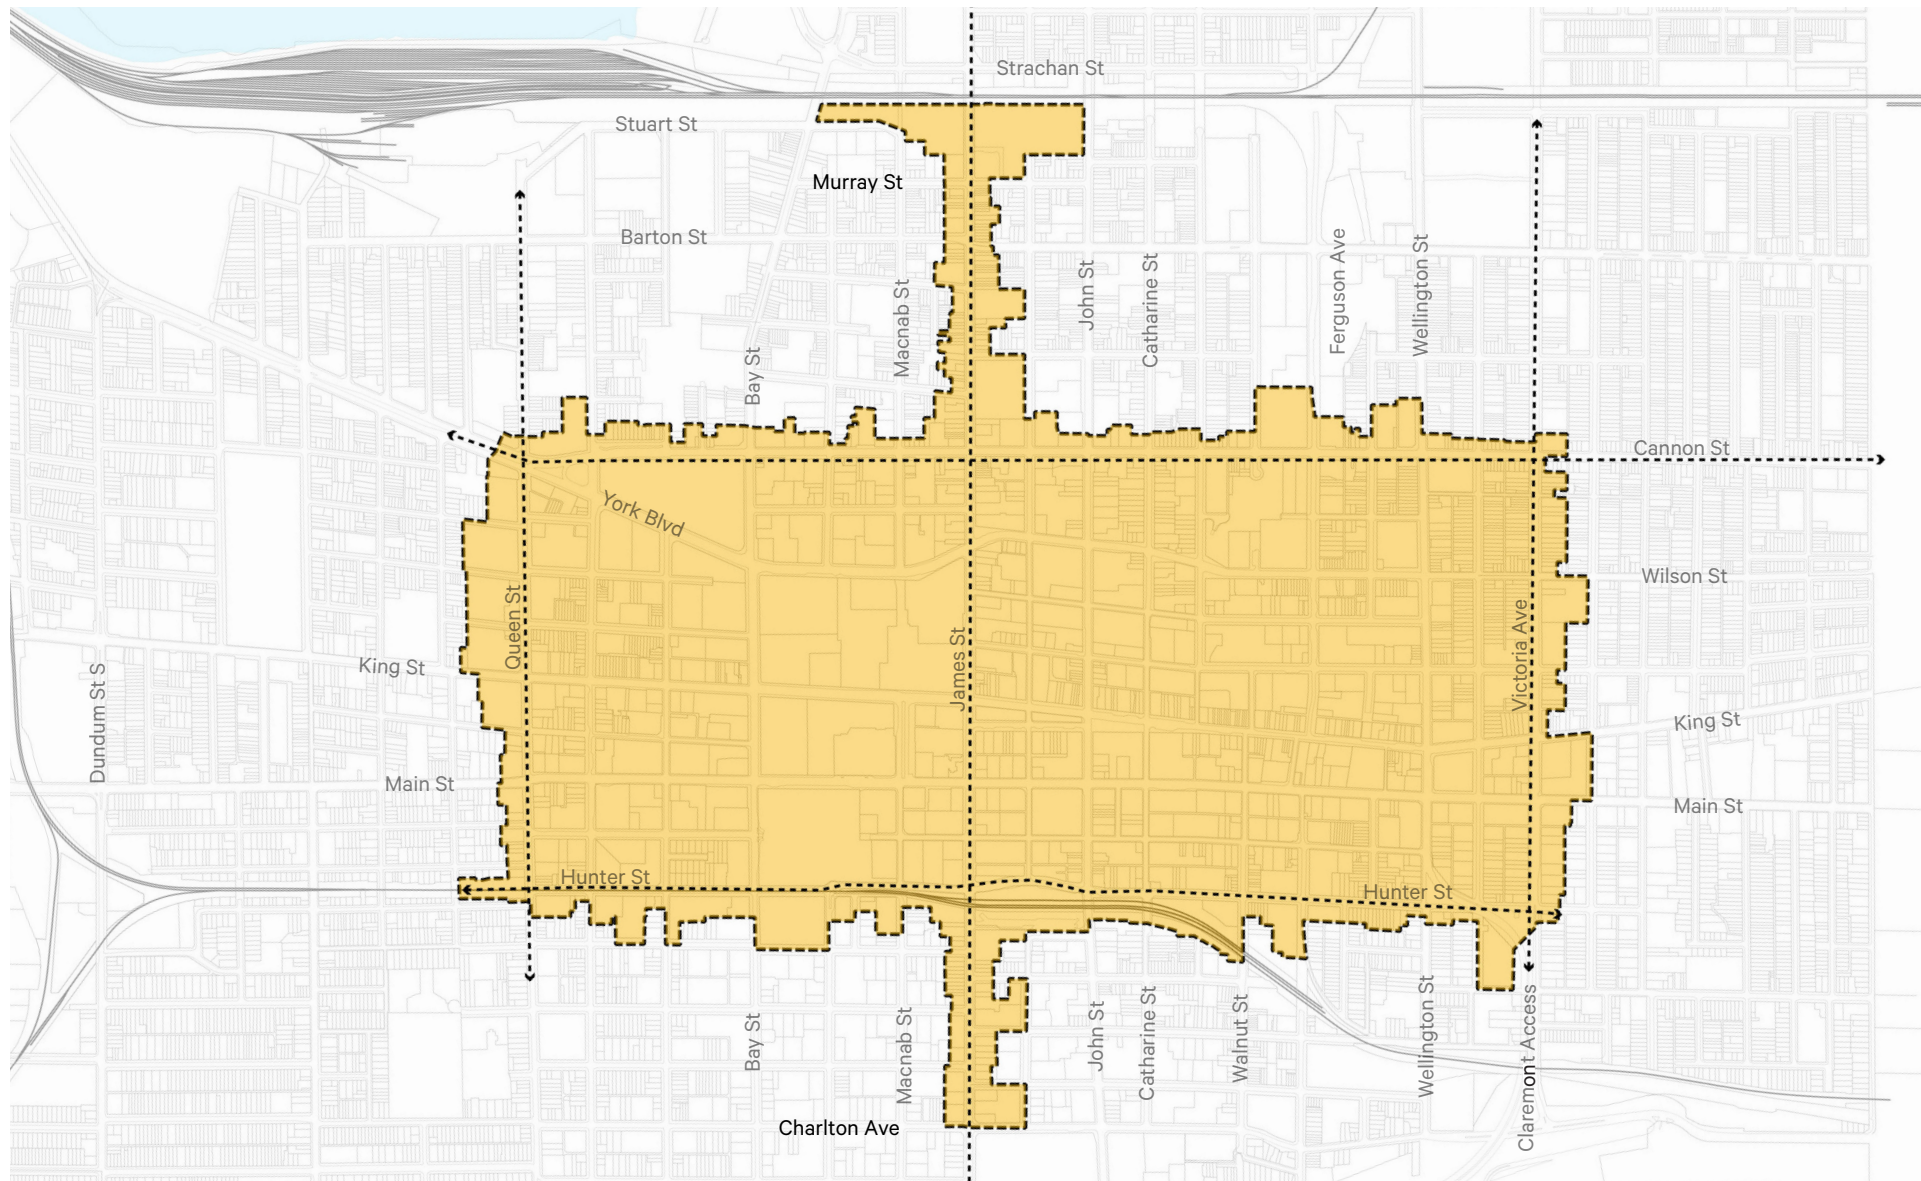 Strachan St
Stuart St
Murray St
Barton St
Macnab St
John St
Catharine St
Ferguson Ave
Wellington St
Bay St
Cannon St
York Blvd
Wilson St
Queen St
James St
Victoria Ave
King St
Dundum St S
King St
Main St
Main St
Hunter St
Hunter St
Bay St
Macnab St
John St
Catharine St
Walnut St
Wellington St
Claremont Access
Charlton Ave